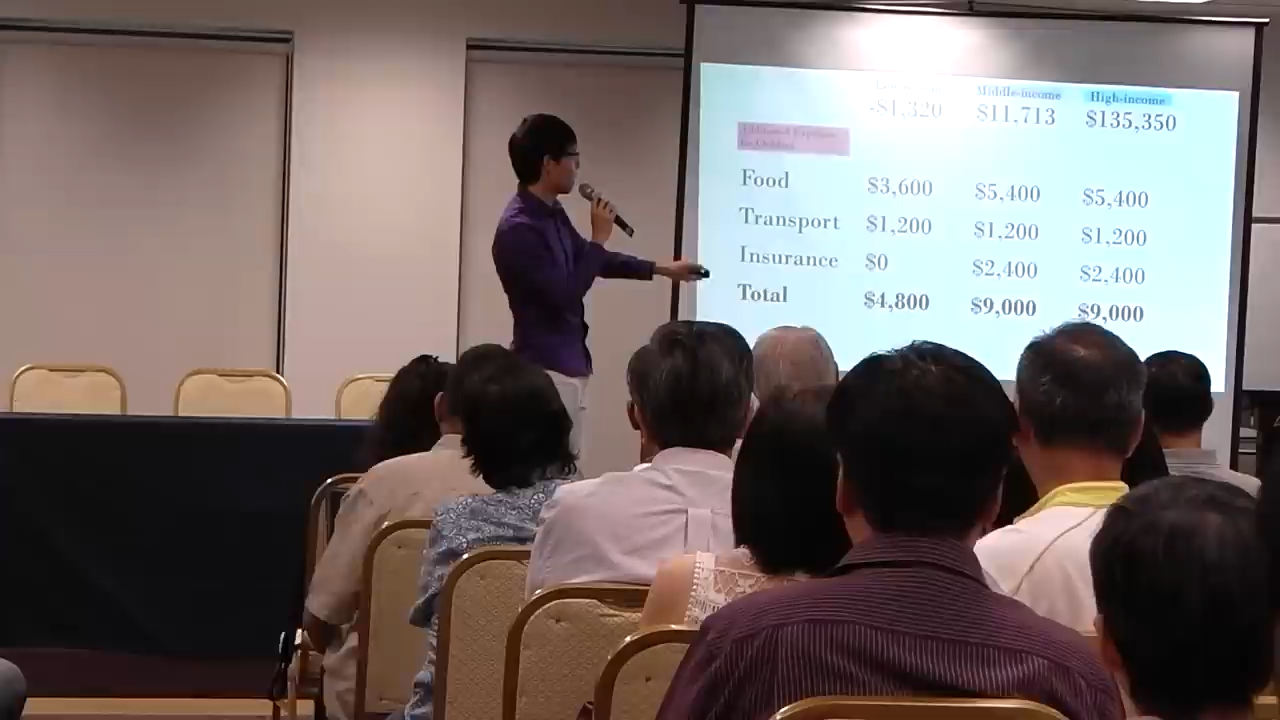 Middle-income High-income
-$1,320 $11,713 $135,350
Food $3,600 $5,400 $5,400
Transport $1,200 $1,200 $1,200
Insurance $0 $2,400 $2,400
Total $4,800 $9,000 $9,000